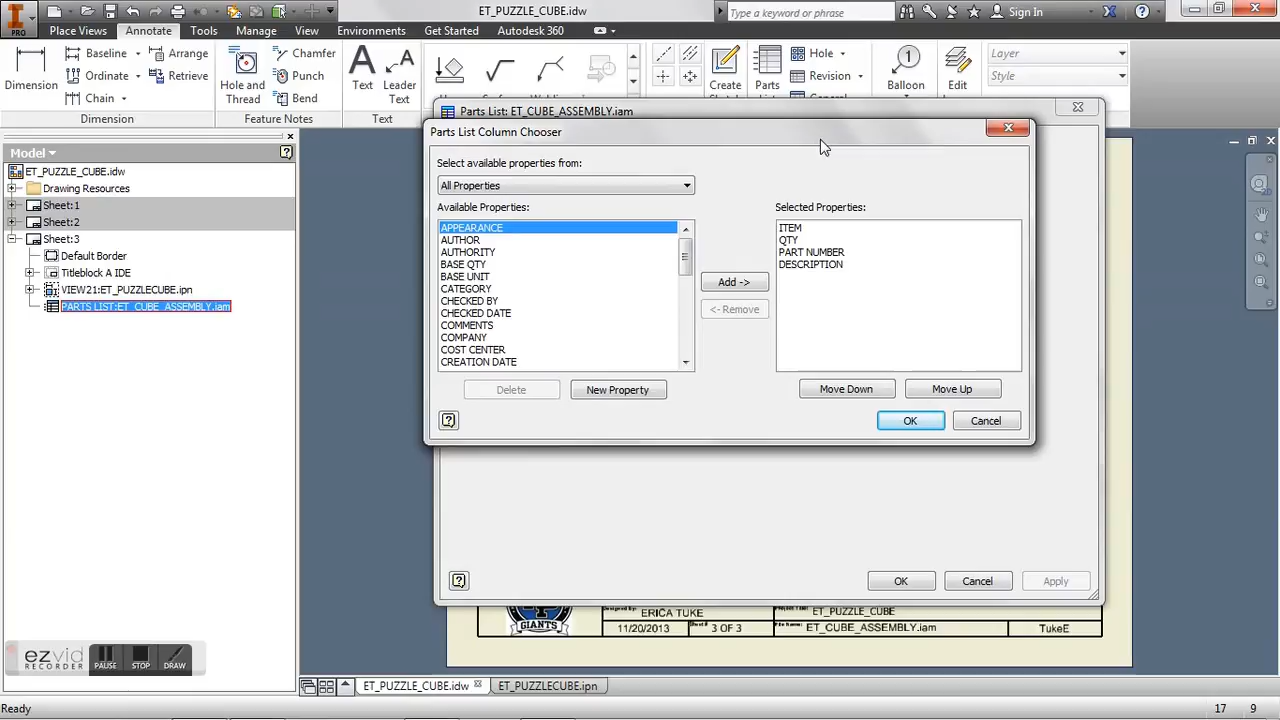 ET_PUZZLE_CUBE.idw
Type a keyword or phrase
Sign In
PRO
Place Views
Annotate
Tools
Manage
View
Environments
Get Started
Autodesk 360
Dimension
Baseline
Ordinate
Chain
Arrange
Retrieve
Dimension
Hole and Thread
Chamfer
Punch
Bend
Feature Notes
Text
Leader Text
Text
Create
Parts
Hole
Revision
Balloon
Edit
Layer
Style
Model
ET_PUZZLE_CUBE.idw
Drawing Resources
Sheet:1
Sheet:2
Sheet:3
Default Border
Titleblock A IDE
VIEW21:ET_PUZZLECUBE.ipn
PARTS LIST:ET_CUBE_ASSEMBLY.iam
Parts List: ET_CUBE_ASSEMBLY.iam
Parts List Column Chooser
Select available properties from:
All Properties
Available Properties:
APPEARANCE
AUTHOR
AUTHORITY
BASE QTY
BASE UNIT
CATEGORY
CHECKED BY
CHECKED DATE
COMMENTS
COMPANY
COST CENTER
CREATION DATE
Add ->
<- Remove
Selected Properties:
ITEM
QTY
PART NUMBER
DESCRIPTION
Delete
New Property
Move Down
Move Up
OK
Cancel
OK
Cancel
Apply
GIANTS
ERICA TUKE
ET_PUZZLE_CUBE
11/20/2013
3 OF 3
ET_CUBE_ASSEMBLY.iam
TukeE
ezvid
RECORDER
PAUSE
STOP
DRAW
ET_PUZZLE_CUBE.idw
ET_PUZZLECUBE.ipn
Ready
17
9